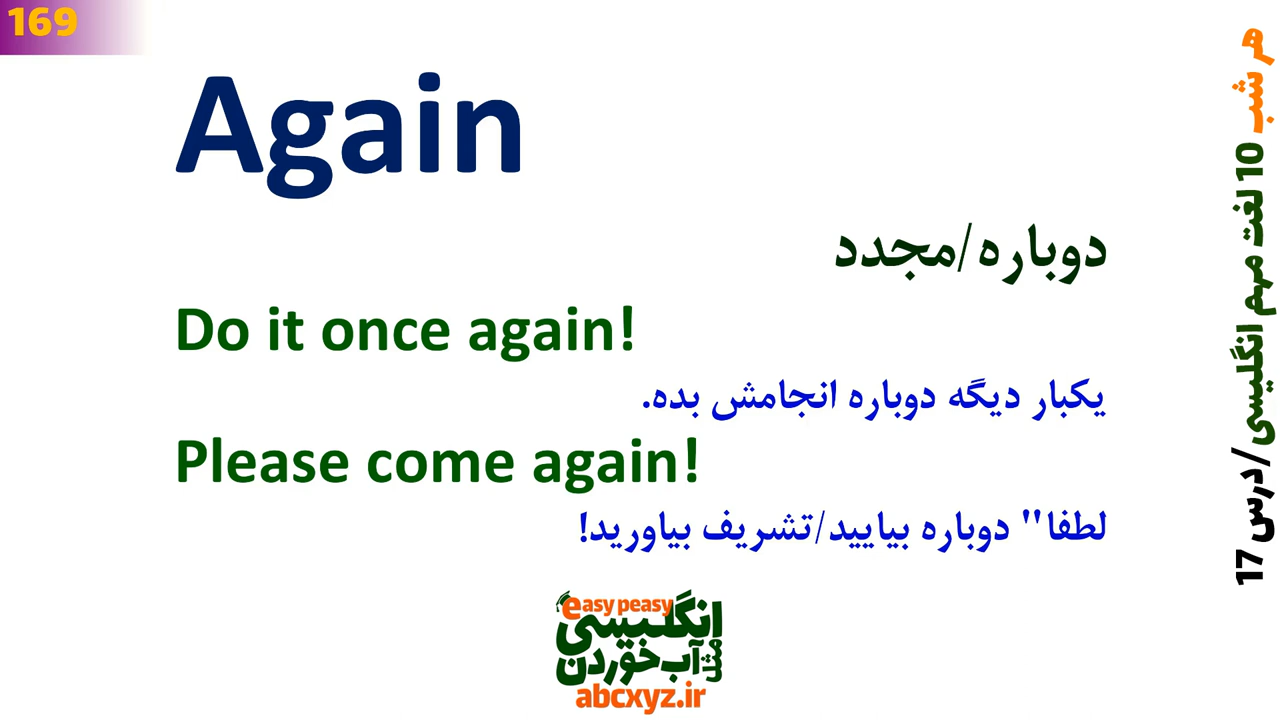 169
Again
دوباره/مجدد
Do it once again!
یکبار دیگه دوباره انجامش بده.
Please come again!
لطفا" دوباره بیایید/تشریف بیاورید!
هر شب 10 لغت مهم انگلیسی/درس 17
easy peasy
انگلیسی
مثل آب خوردن
abcxyz.ir